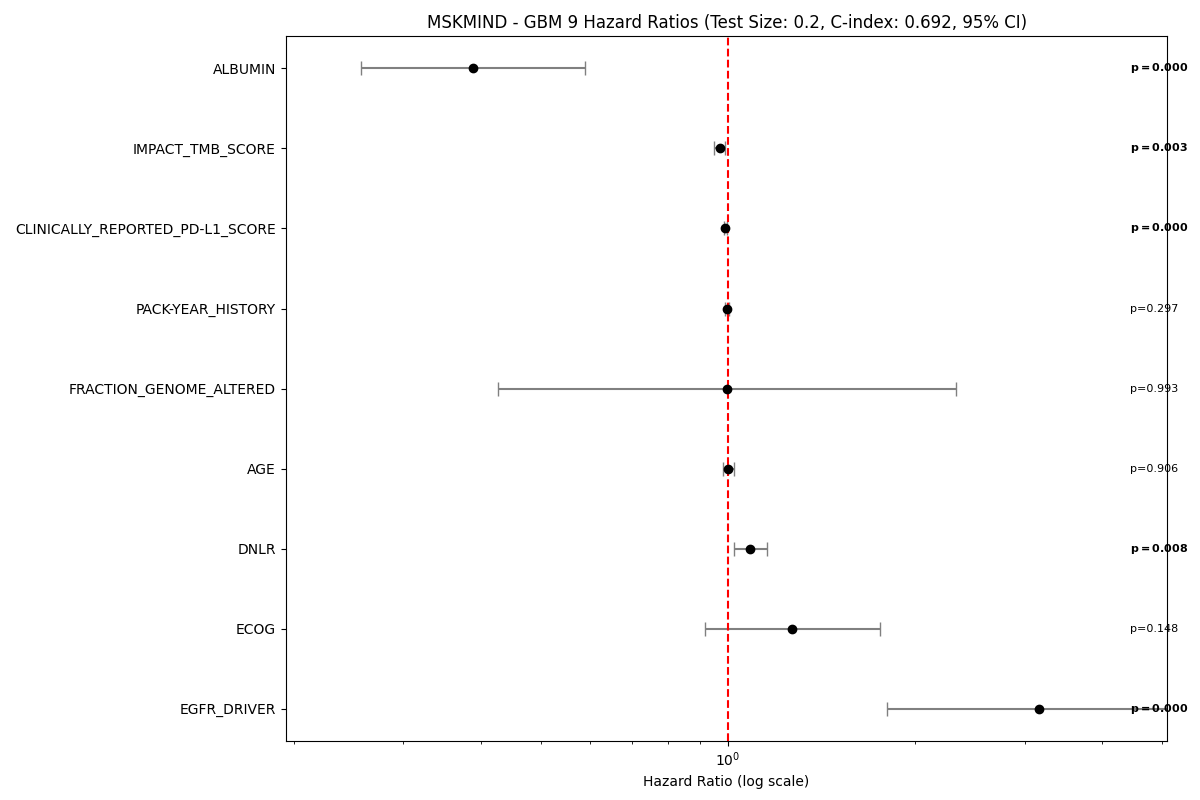 MSKMIND - GBM 9 Hazard Ratios (Test Size: 0.2, C-index: 0.692, 95% CI)
ALBUMIN p=0.000
IMPACT_TMB_SCORE p=0.003
CLINICALLY_REPORTED_PD-L1_SCORE p=0.000
PACK-YEAR_HISTORY p=0.297
FRACTION_GENOME_ALTERED p=0.993
AGE p=0.906
DNLR p=0.008
ECOG p=0.148
EGFR_DRIVER p=0.000
10⁰
Hazard Ratio (log scale)